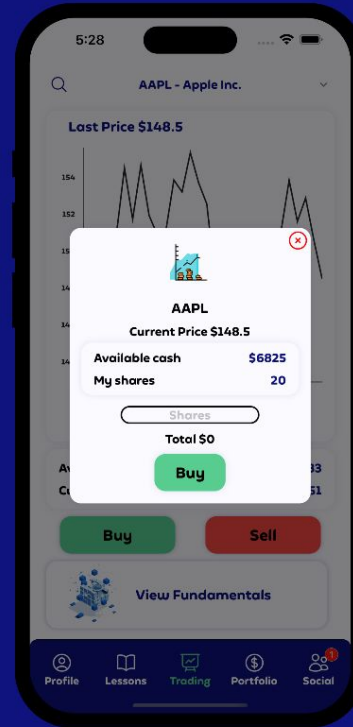 5:28
AAPL - Apple Inc.
Last Price $148.5
154
152
AAPL
Current Price $148.5
Available cash $6825
My shares 20
Shares
Total $0
Buy
Buy Sell
View Fundamentals
1
Profile Lessons Trading Portfolio Social